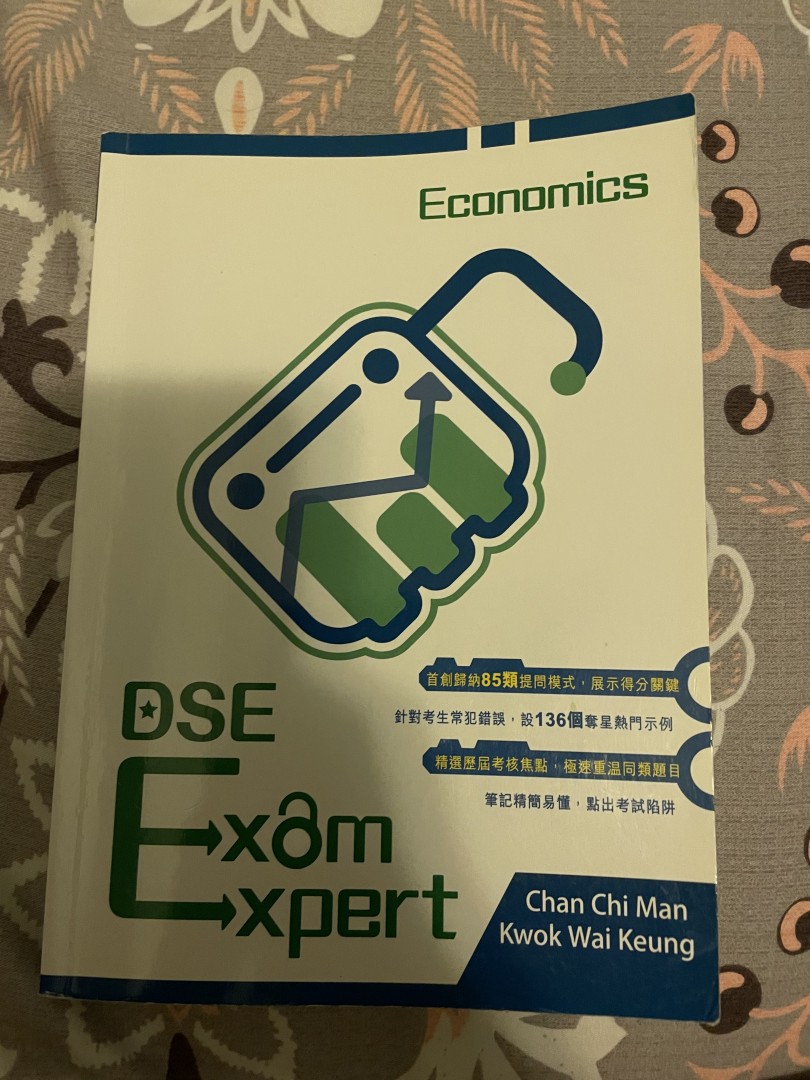 Economics
首創歸納85類提問模式，展示得分關鍵
針對考生常犯錯誤，設136個奪星熱門示例
精選歷屆考核焦點，極速重溫同類題目
筆記精簡易懂，點出考試陷阱
DSE
Exam
Expert
Chan Chi Man
Kwok Wai Keung